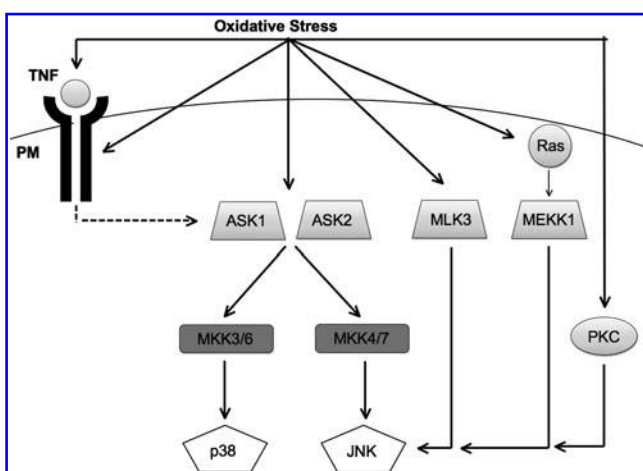 Oxidative Stress
TNF
PM
Ras
ASK1
ASK2
MLK3
MEKK1
MKK3/6
MKK4/7
PKC
p38
JNK